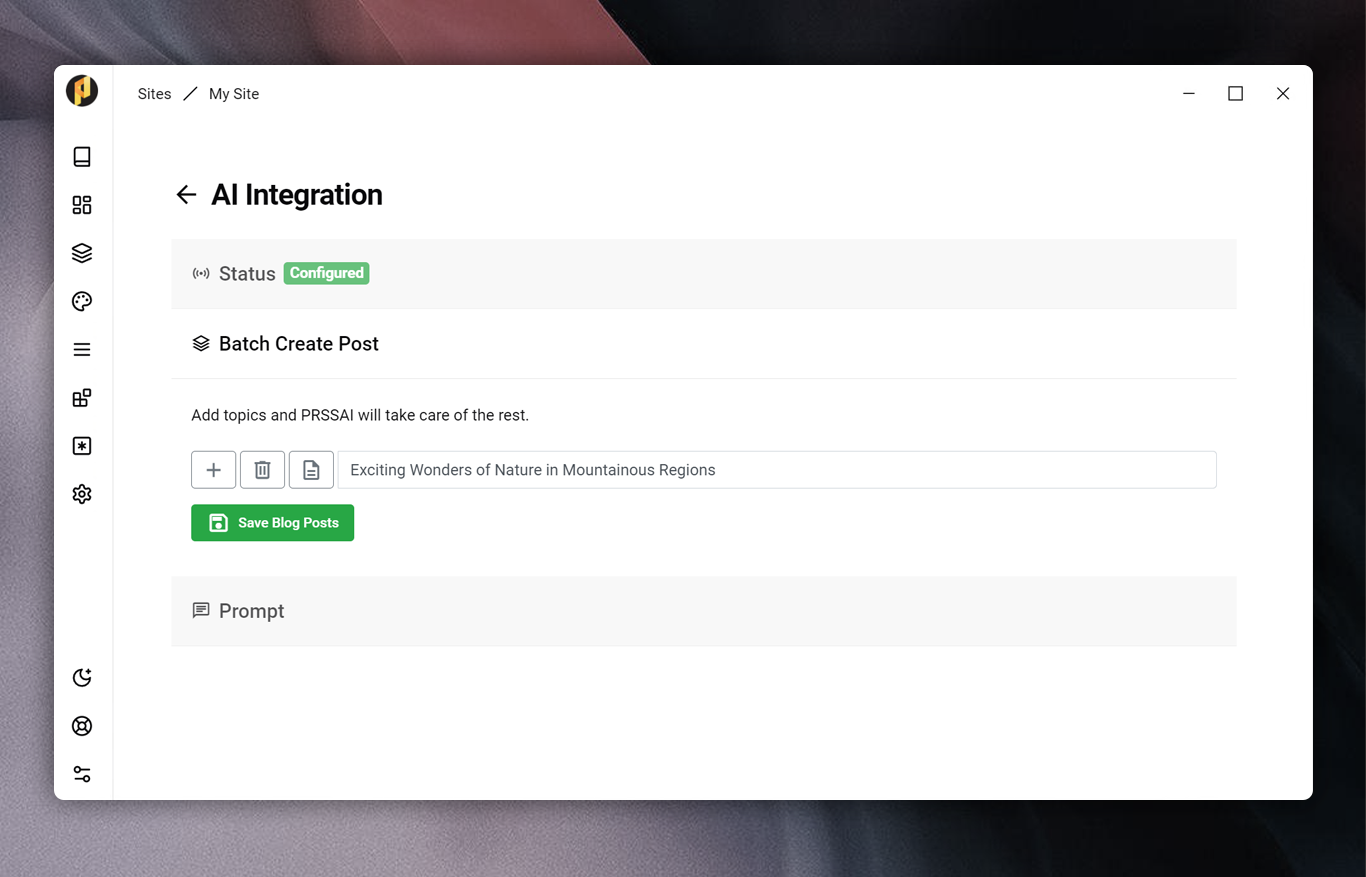 Sites / My Site
AI Integration
Status Configured
Batch Create Post
Add topics and PRSSAI will take care of the rest.
Exciting Wonders of Nature in Mountainous Regions
Save Blog Posts
Prompt